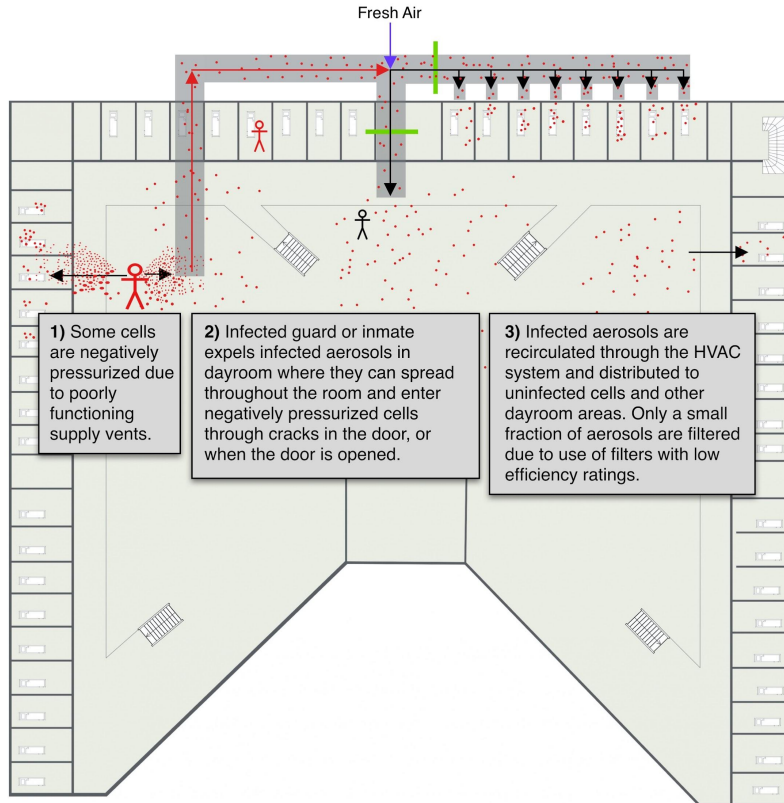 Fresh Air
1) Some cells
are negatively
pressurized due
to poorly
functioning
supply vents.
2) Infected guard or inmate
expels infected aerosols in
dayroom where they can spread
throughout the room and enter
negatively pressurized cells
through cracks in the door, or
when the door is opened.
3) Infected aerosols are
recirculated through the HVAC
system and distributed to
uninfected cells and other
dayroom areas. Only a small
fraction of aerosols are filtered
due to use of filters with low
efficiency ratings.